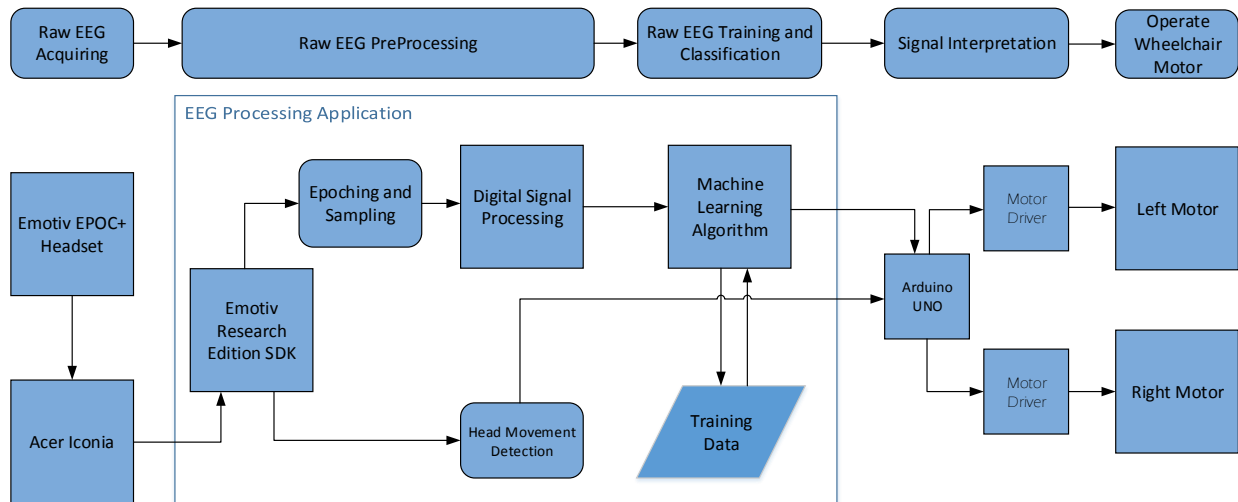 Raw EEG
Acquiring
Raw EEG PreProcessing
Raw EEG Training and
Classification
Signal Interpretation
Operate
Wheelchair
Motor
EEG Processing Application
Emotiv EPOC+
Headset
Acer Iconia
Emotiv
Research
Edition SDK
Epoching and
Sampling
Digital Signal
Processing
Machine
Learning
Algorithm
Head Movement
Detection
Training
Data
Arduino
UNO
Motor
Driver
Left Motor
Motor
Driver
Right Motor